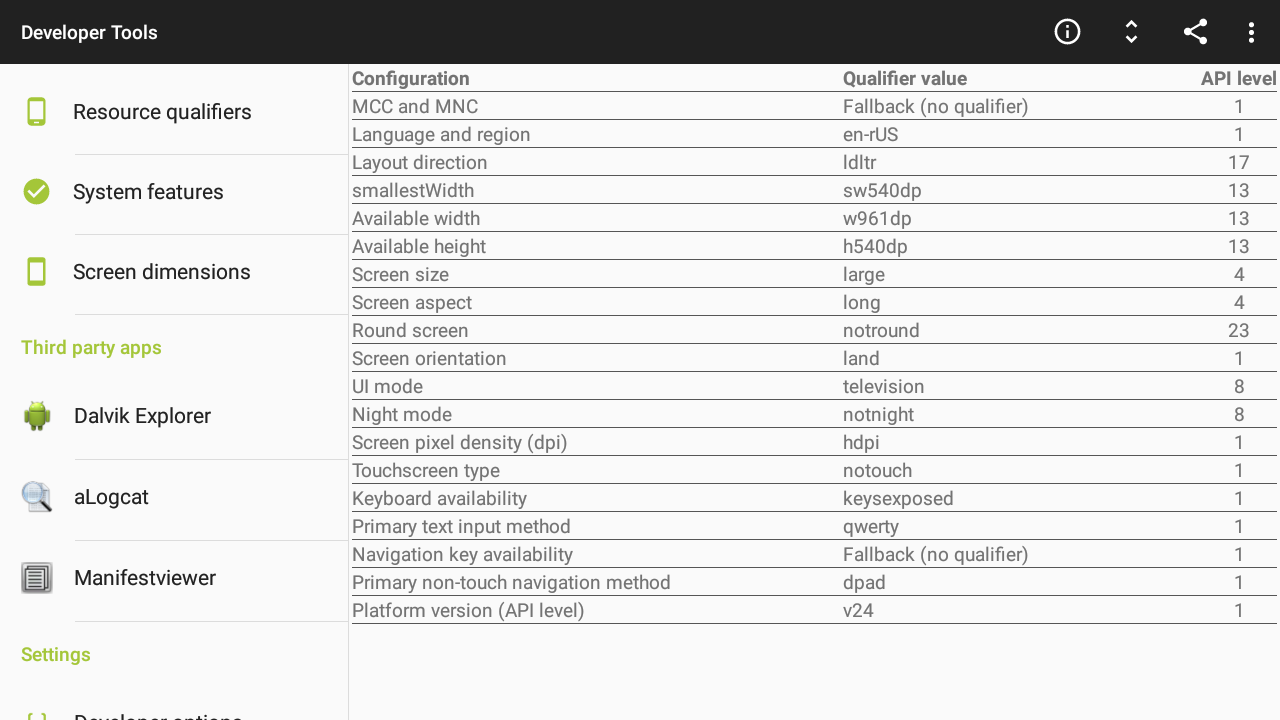 Developer Tools
Resource qualifiers
System features
Screen dimensions
Third party apps
Dalvik Explorer
aLogcat
Manifestviewer
Settings
Developer options
Configuration Qualifier value API level
MCC and MNC Fallback (no qualifier) 1
Language and region en-rUS 1
Layout direction ldltr 17
smallestWidth sw540dp 13
Available width w961dp 13
Available height h540dp 13
Screen size large 4
Screen aspect long 4
Round screen notround 23
Screen orientation land 1
UI mode television 8
Night mode notnight 8
Screen pixel density (dpi) hdpi 1
Touchscreen type notouch 1
Keyboard availability keysexposed 1
Primary text input method qwerty 1
Navigation key availability Fallback (no qualifier) 1
Primary non-touch navigation method dpad 1
Platform version (API level) v24 1